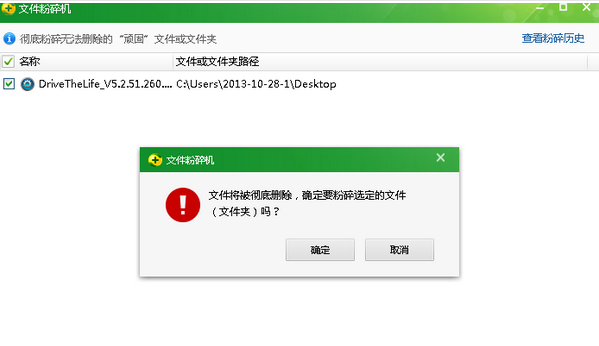 文件粉碎机
彻底粉碎无法删除的“顽固”文件或文件夹
查看粉碎历史
名称 文件或文件夹路径
DriveTheLife_V5.2.51.260.... C:\Users\2013-10-28-1\Desktop
文件粉碎机
文件将被彻底删除，确定要粉碎选定的文件
（文件夹）吗？
确定 取消